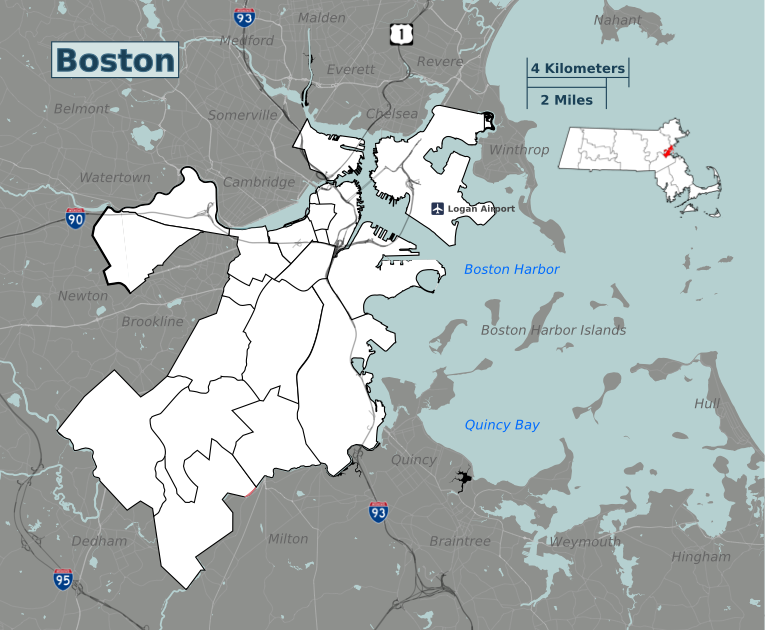 Nahant
93
Malden
1
Medford
Boston
Revere
Everett
4 Kilometers
2 Miles
Belmont
Somerville
Chelsea
Winthrop
Watertown
Cambridge
Logan Airport
90
Boston Harbor
Newton
Brookline
Boston Harbor Islands
Hull
Quincy Bay
Quincy
93
Dedham
Milton
Braintree
Weymouth
Hingham
95